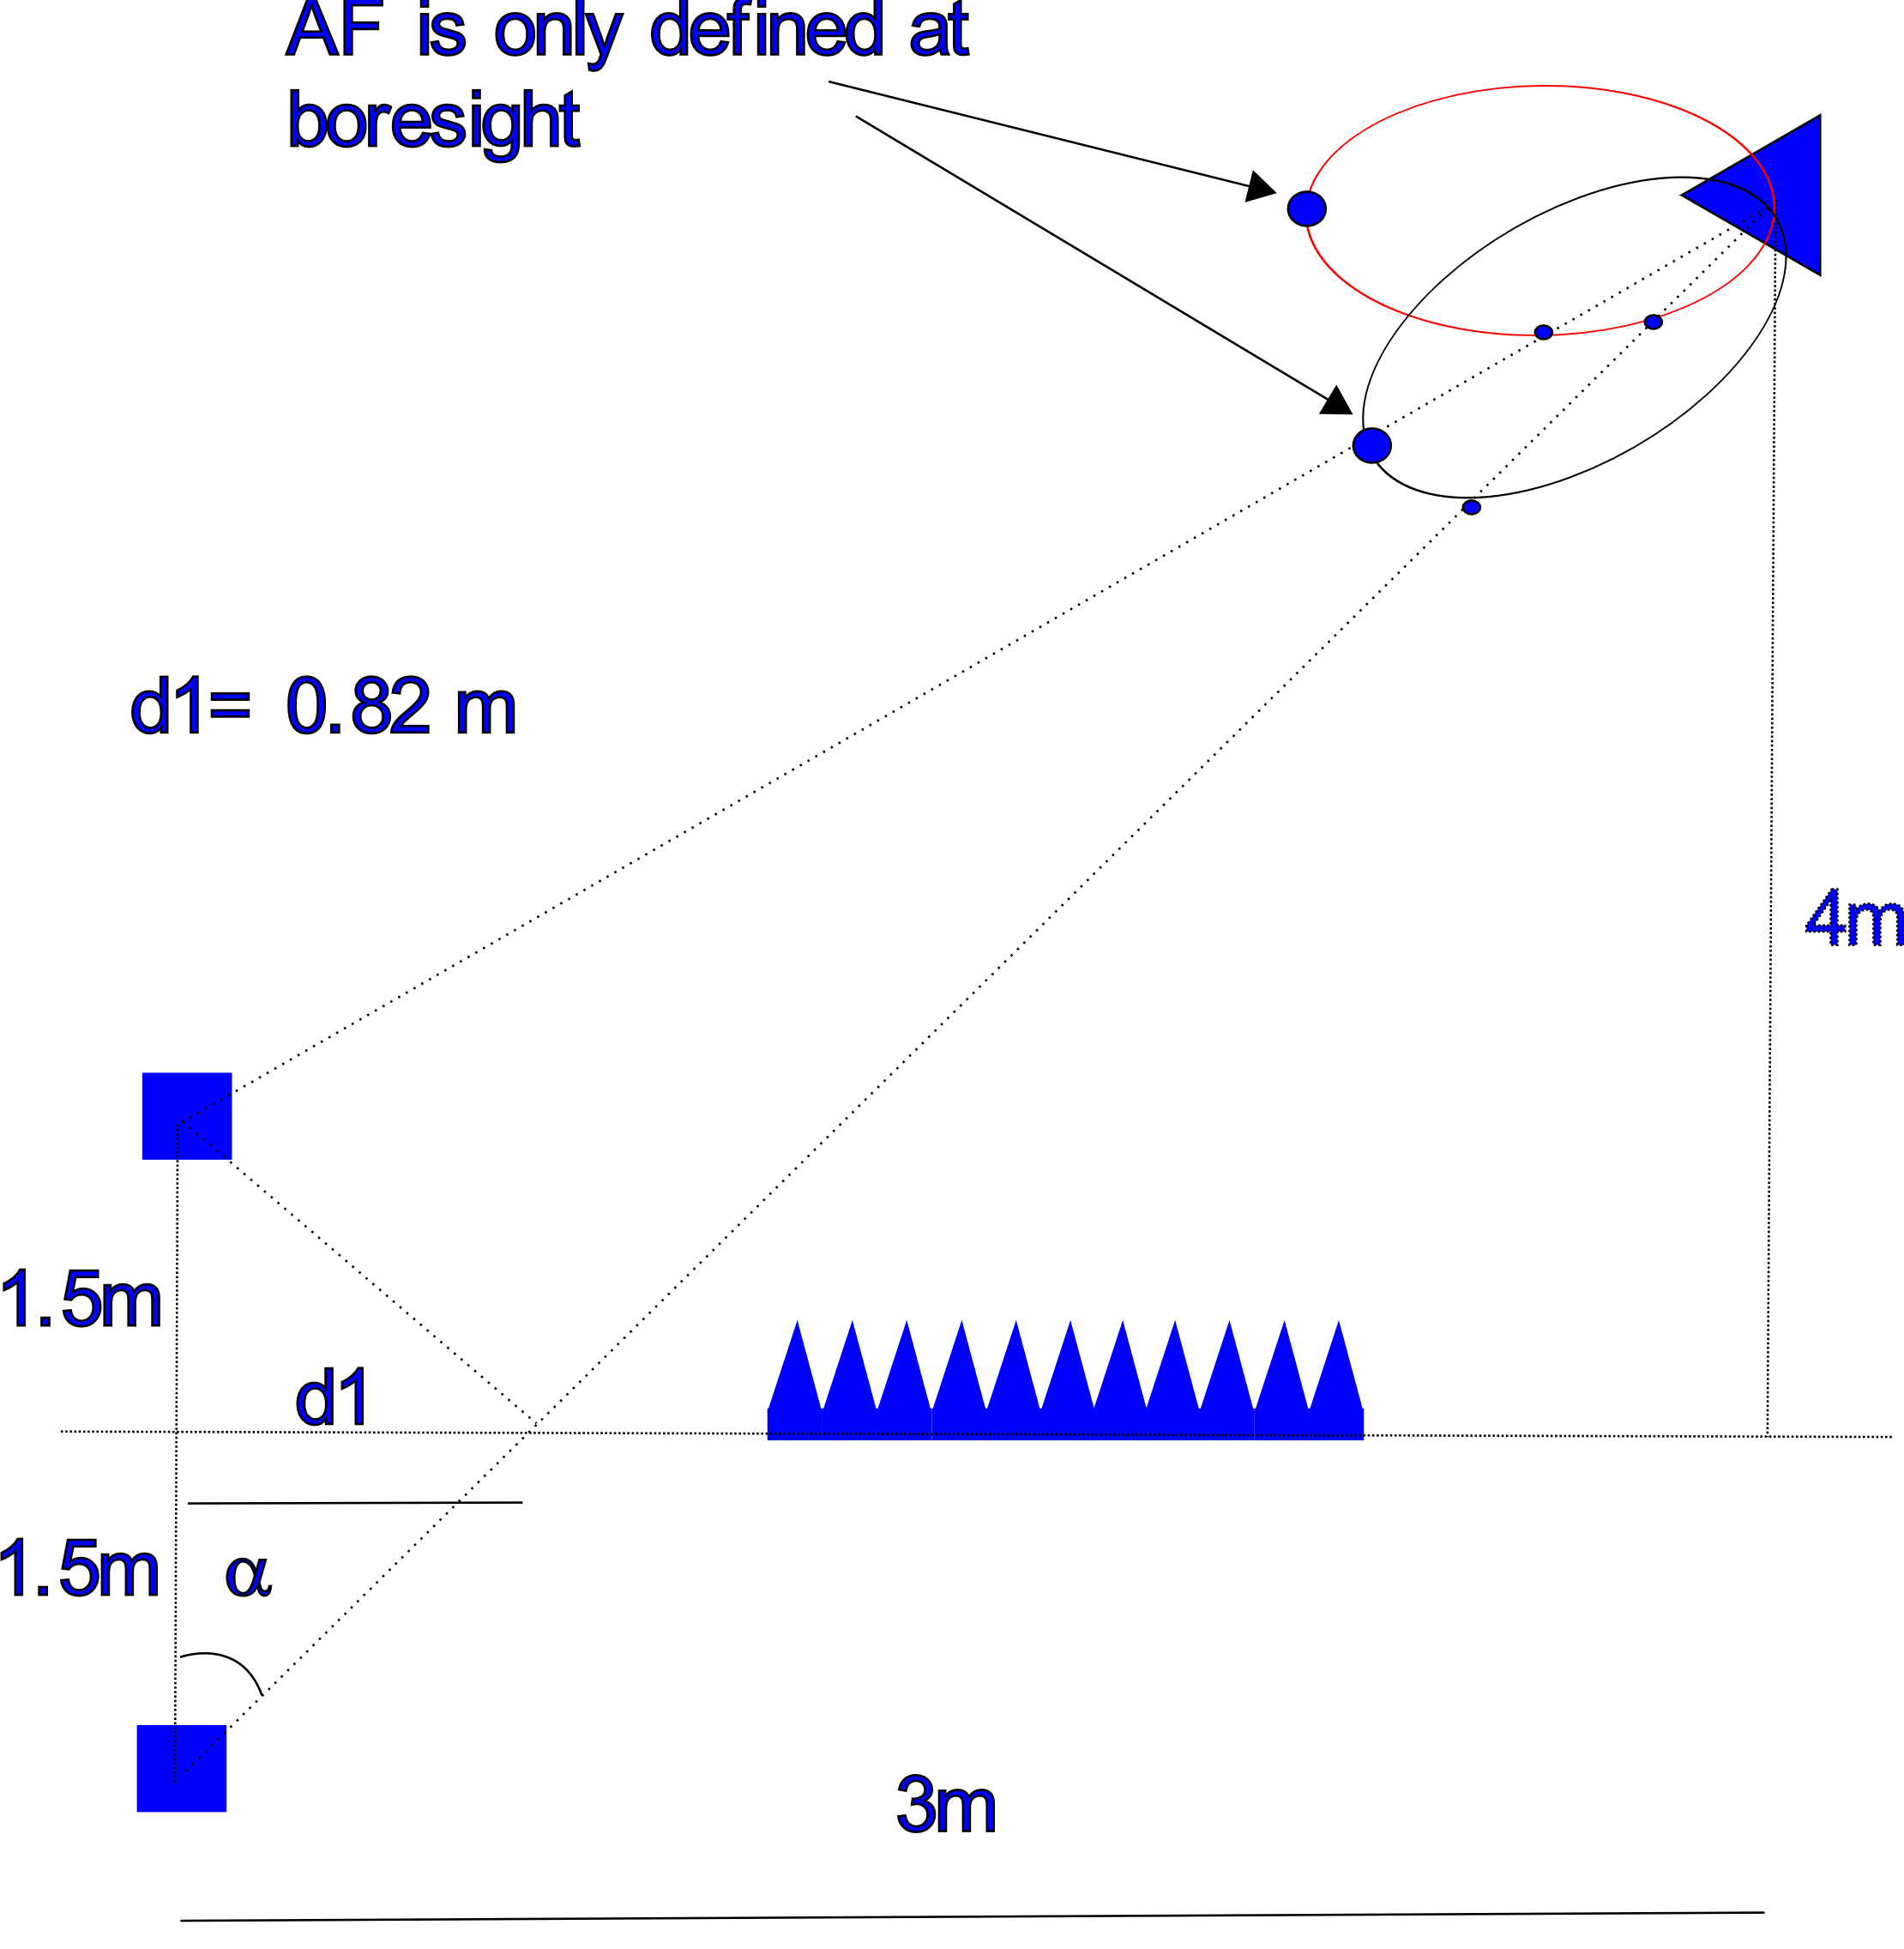 AF is only defined at
boresight
d1= 0.82 m
4m
1.5m
d1
1.5m
α
3m